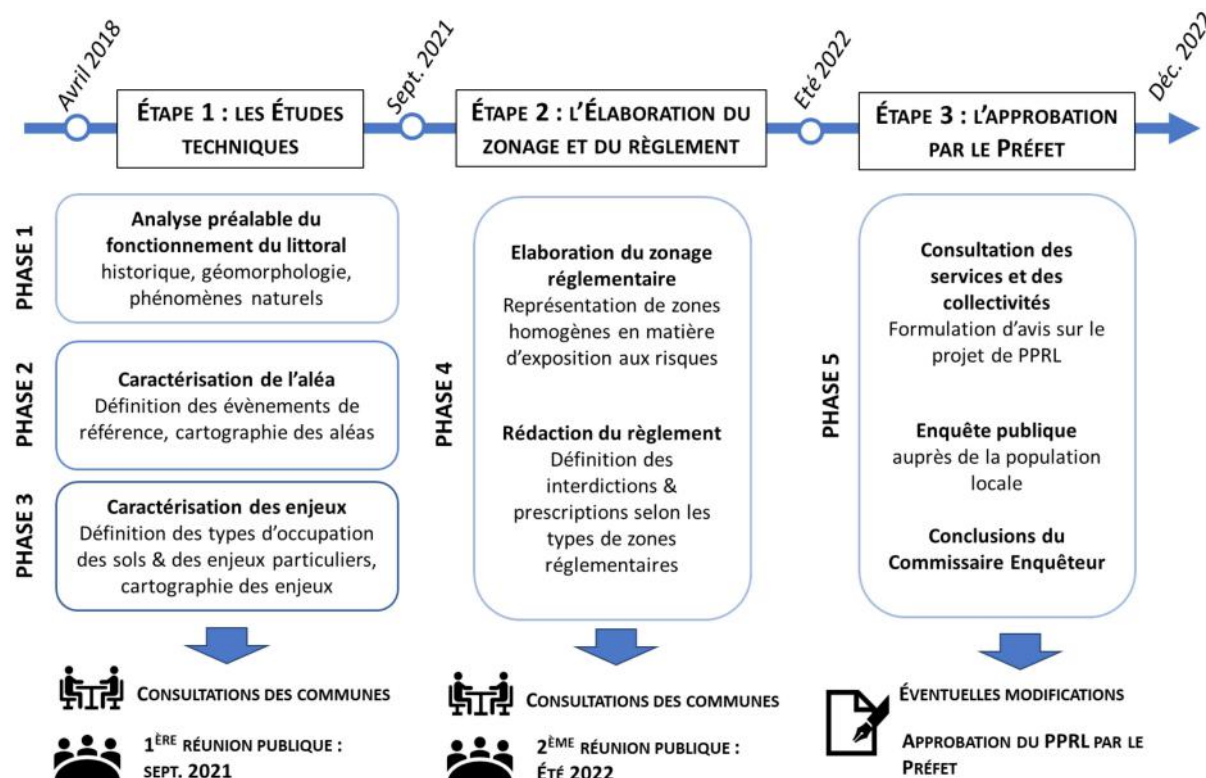 Avril 2018
Sept. 2021
Eté 2022
Déc. 2022
ÉTAPE 1 : LES ÉTUDES
TECHNIQUES
ÉTAPE 2 : L'ÉLABORATION DU
ZONAGE ET DU RÈGLEMENT
ÉTAPE 3 : L'APPROBATION
PAR LE PRÉFET
PHASE 1
Analyse préalable du
fonctionnement du littoral
historique, géomorphologie,
phénomènes naturels
PHASE 2
Caractérisation de l'aléa
Définition des évènements de
référence, cartographie des aléas
PHASE 3
Caractérisation des enjeux
Définition des types d'occupation
des sols & des enjeux particuliers,
cartographie des enjeux
PHASE 4
Elaboration du zonage
réglementaire
Représentation de zones
homogènes en matière
d'exposition aux risques
Rédaction du règlement
Définition des
interdictions &
prescriptions selon les
types de zones
réglementaires
PHASE 5
Consultation des
services et des
collectivités
Formulation d'avis sur le
projet de PPRL
Enquête publique
auprès de la population
locale
Conclusions du
Commissaire Enquêteur
CONSULTATIONS DES COMMUNES
1ÈRE RÉUNION PUBLIQUE :
SEPT. 2021
CONSULTATIONS DES COMMUNES
2ÈME RÉUNION PUBLIQUE :
ÉTÉ 2022
ÉVENTUELLES MODIFICATIONS
APPROBATION DU PPRL PAR LE
PRÉFET